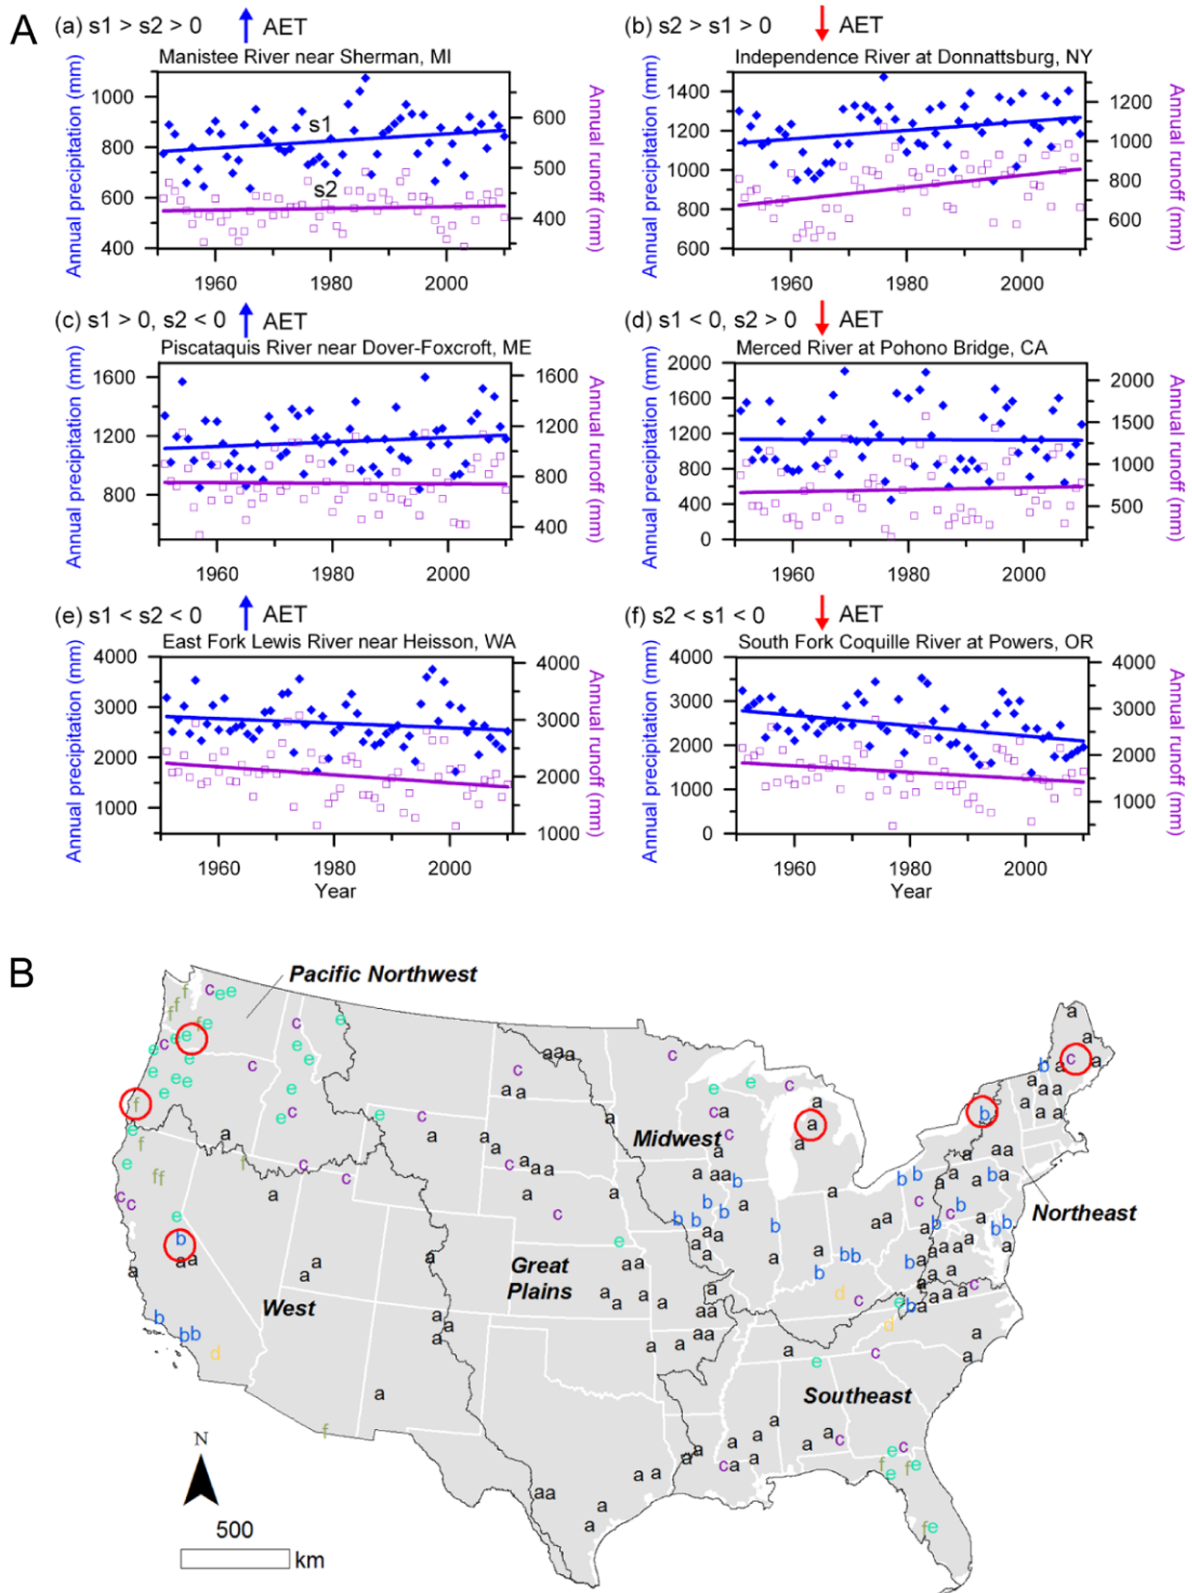 A
(a) s1 > s2 > 0 AET
Manistee River near Sherman, MI
Annual precipitation (mm)
1000
800
600
400
s1
s2
600
500
400
Annual runoff (mm)
1960 1980 2000
(b) s2 > s1 > 0 AET
Independence River at Donnattsburg, NY
Annual precipitation (mm)
1400
1200
1000
800
600
1200
1000
800
600
Annual runoff (mm)
1960 1980 2000
(c) s1 > 0, s2 < 0 AET
Piscataquis River near Dover-Foxcroft, ME
Annual precipitation (mm)
1600
1200
800
1600
1200
800
400
Annual runoff (mm)
1960 1980 2000
(d) s1 < 0, s2 > 0 AET
Merced River at Pohono Bridge, CA
Annual precipitation (mm)
2000
1600
1200
800
400
0
2000
1500
1000
500
Annual runoff (mm)
1960 1980 2000
(e) s1 < s2 < 0 AET
East Fork Lewis River near Heisson, WA
Annual precipitation (mm)
4000
3000
2000
1000
4000
3000
2000
1000
Annual runoff (mm)
1960 1980 2000
Year
(f) s2 < s1 < 0 AET
South Fork Coquille River at Powers, OR
Annual precipitation (mm)
4000
3000
2000
1000
0
4000
3000
2000
1000
Annual runoff (mm)
1960 1980 2000
Year
B
Pacific Northwest
Midwest
Northeast
Great
Plains
West
Southeast
N
500
km